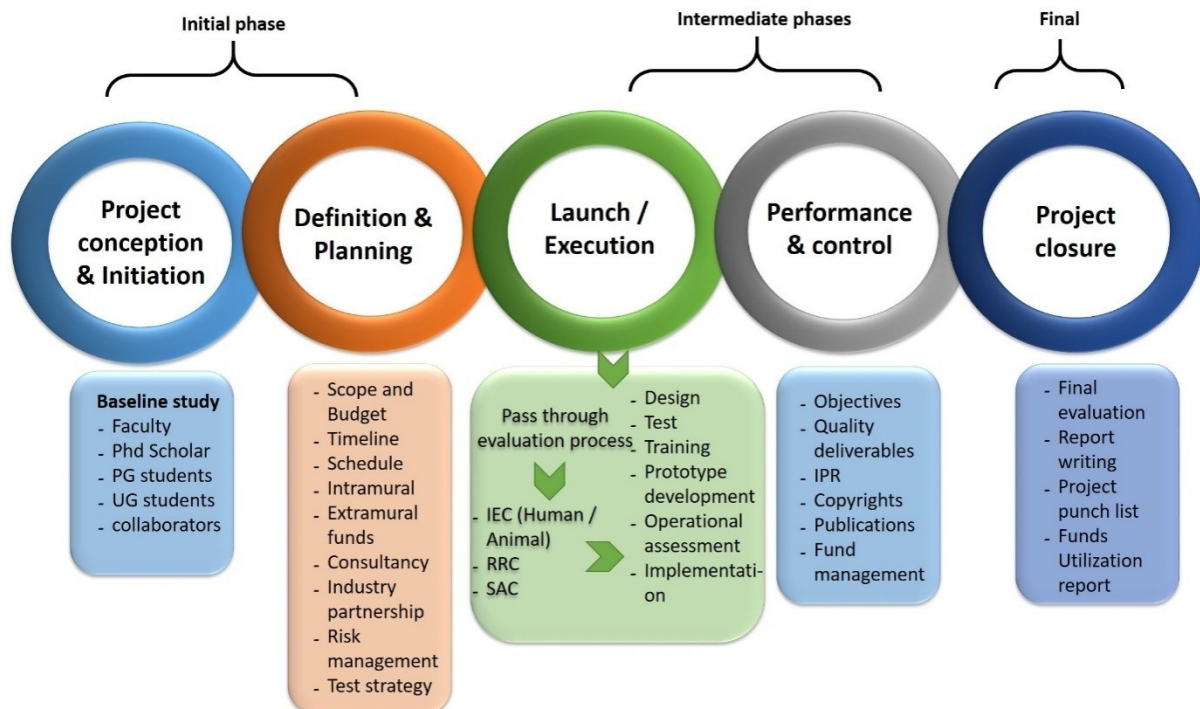 Initial phase
Intermediate phases
Final
Project
conception
& Initiation
Definition &
Planning
Launch /
Execution
Performance
& control
Project
closure
Baseline study
- Faculty
- Phd Scholar
- PG students
- UG students
- collaborators
- Scope and
Budget
- Timeline
- Schedule
- Intramural
- Extramural
funds
- Consultancy
- Industry
partnership
- Risk
management
- Test strategy
Pass through
evaluation process
- IEC (Human /
Animal)
- RRC
- SAC
- Design
- Test
- Training
- Prototype
development
- Operational
assessment
- Implementati-
on
- Objectives
- Quality
deliverables
- IPR
- Copyrights
- Publications
- Fund
management
- Final
evaluation
- Report
writing
- Project
punch list
- Funds
Utilization
report